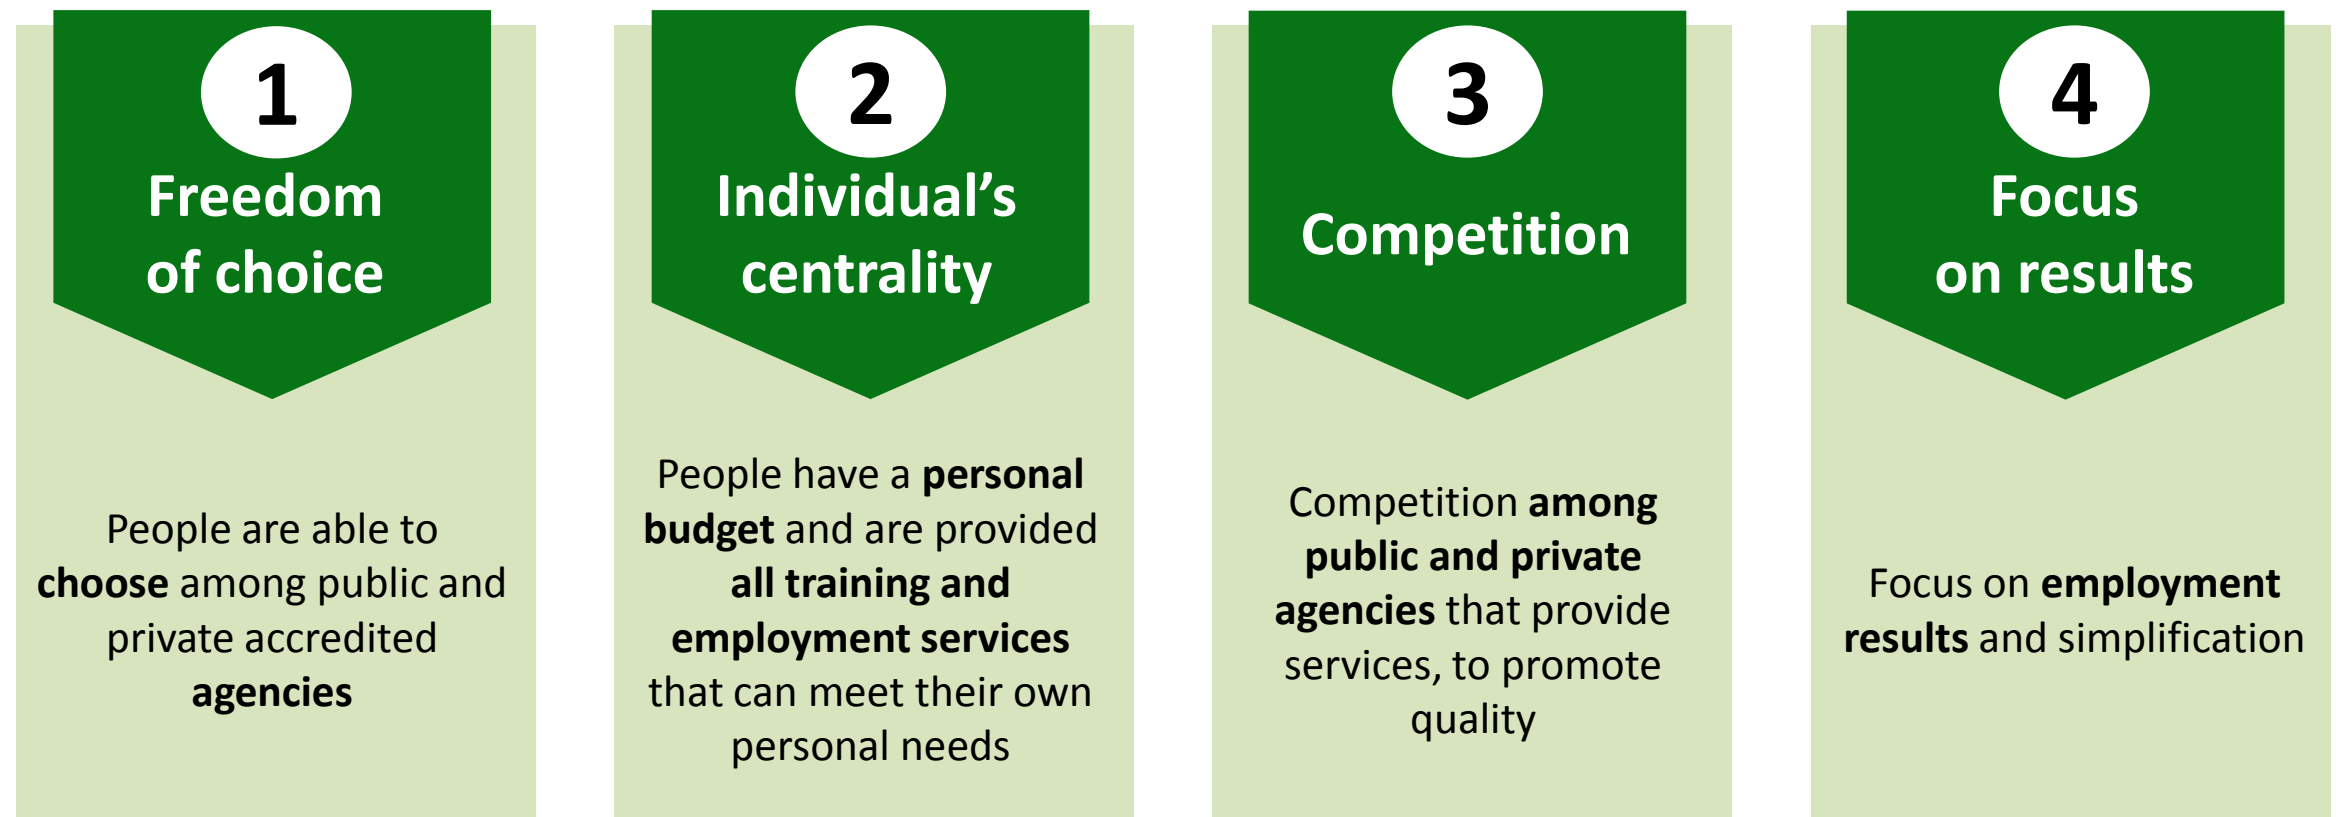 1
Freedom
of choice
People are able to
choose among public and
private accredited
agencies
2
Individual’s
centrality
People have a personal
budget and are provided
all training and
employment services
that can meet their own
personal needs
3
Competition
Competition among
public and private
agencies that provide
services, to promote
quality
4
Focus
on results
Focus on employment
results and simplification